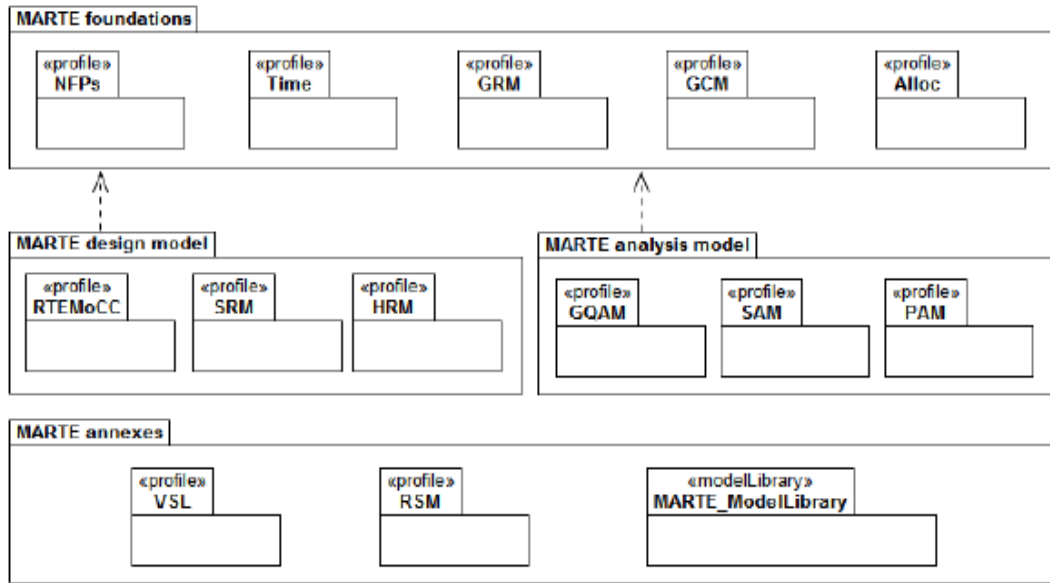 MARTE foundations
«profile»
NFPs
«profile»
Time
«profile»
GRM
«profile»
GCM
«profile»
Alloc
MARTE design model
«profile»
RTEMoCC
«profile»
SRM
«profile»
HRM
MARTE analysis model
«profile»
GQAM
«profile»
SAM
«profile»
PAM
MARTE annexes
«profile»
VSL
«profile»
RSM
«modelLibrary»
MARTE_ModelLibrary